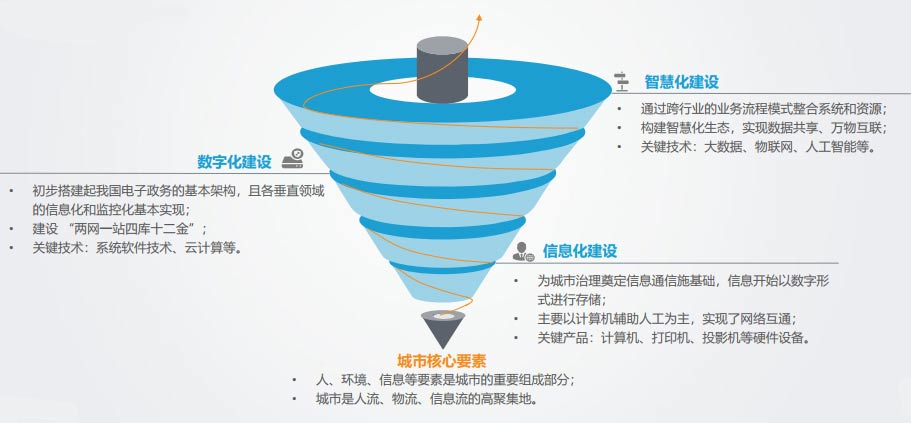 智慧化建设
• 通过跨行业的业务流程模式整合系统和资源；
• 构建智慧化生态，实现数据共享、万物互联；
• 关键技术：大数据、物联网、人工智能等。
数字化建设
• 初步搭建起我国电子政务的基本架构，且各垂直领域
的信息化和监控化基本实现；
• 建设 “两网一站四库十二金”；
• 关键技术：系统软件技术、云计算等。
信息化建设
• 为城市治理奠定信息通信施基础，信息开始以数字形
式进行存储；
• 主要以计算机辅助人工为主，实现了网络互通；
• 关键产品：计算机、打印机、投影机等硬件设备。
城市核心要素
• 人、环境、信息等要素是城市的重要组成部分；
• 城市是人流、物流、信息流的高聚集地。